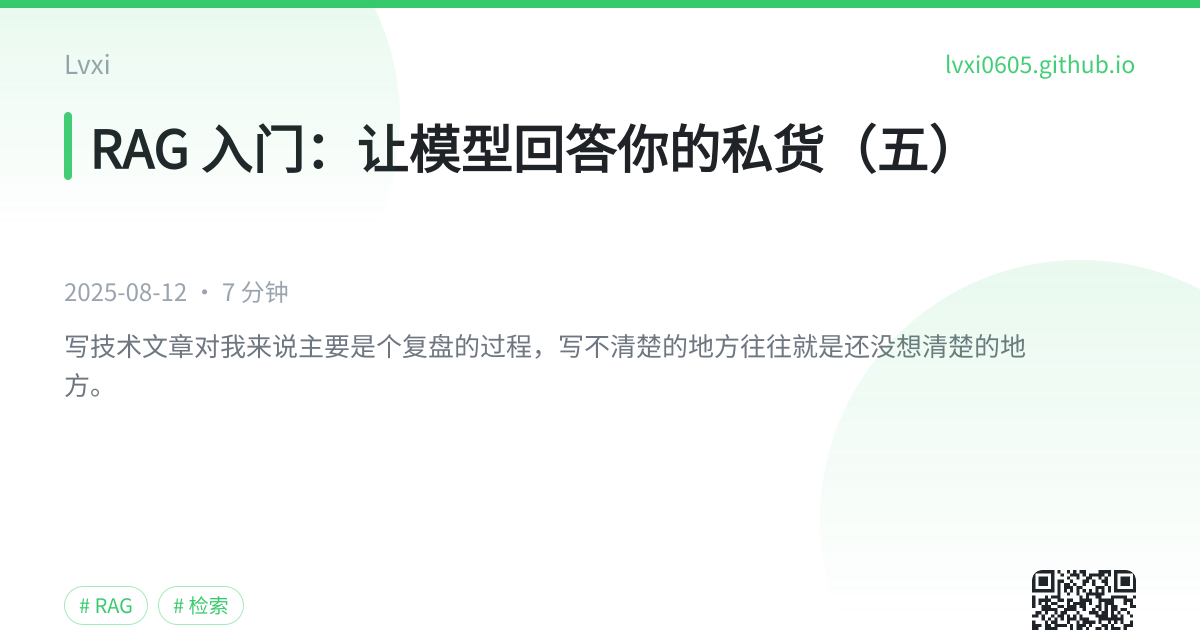 Lvxi
lvxi0605.github.io
RAG 入门：让模型回答你的私货（五）
2025-08-12 · 7 分钟
写技术文章对我来说主要是个复盘的过程，写不清楚的地方往往就是还没想清楚的地
方。
# RAG
# 检索